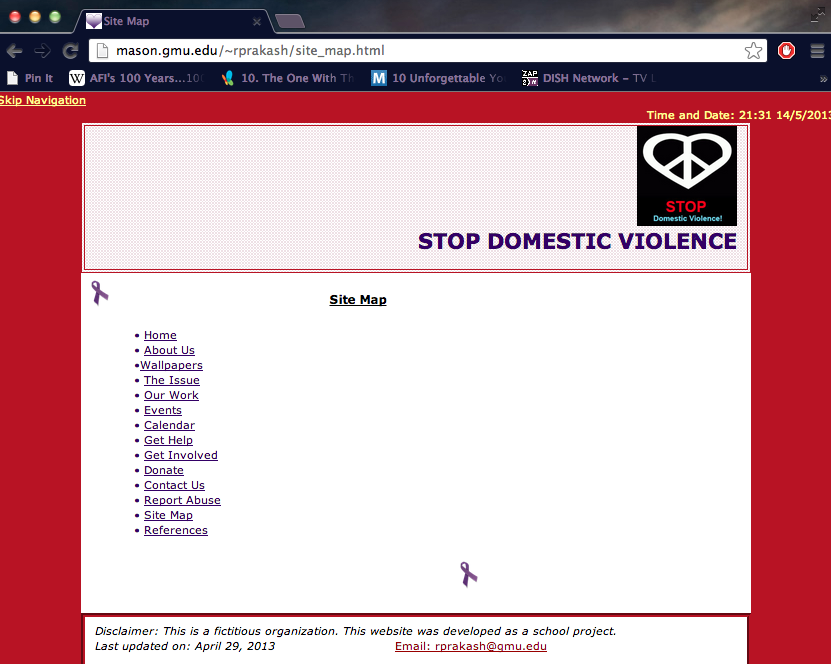 Site Map
mason.gmu.edu/~rprakash/site_map.html
Pin It
W AFI's 100 Years...100
10. The One With Th
M 10 Unforgettable Yo
ZAP 2it DISH Network – TV L
Skip Navigation
Time and Date: 21:31 14/5/2013
STOP
Domestic Violence!
STOP DOMESTIC VIOLENCE
Site Map
• Home
• About Us
•Wallpapers
• The Issue
• Our Work
• Events
• Calendar
• Get Help
• Get Involved
• Donate
• Contact Us
• Report Abuse
• Site Map
• References
Disclaimer: This is a fictitious organization. This website was developed as a school project.
Last updated on: April 29, 2013 Email: rprakash@gmu.edu